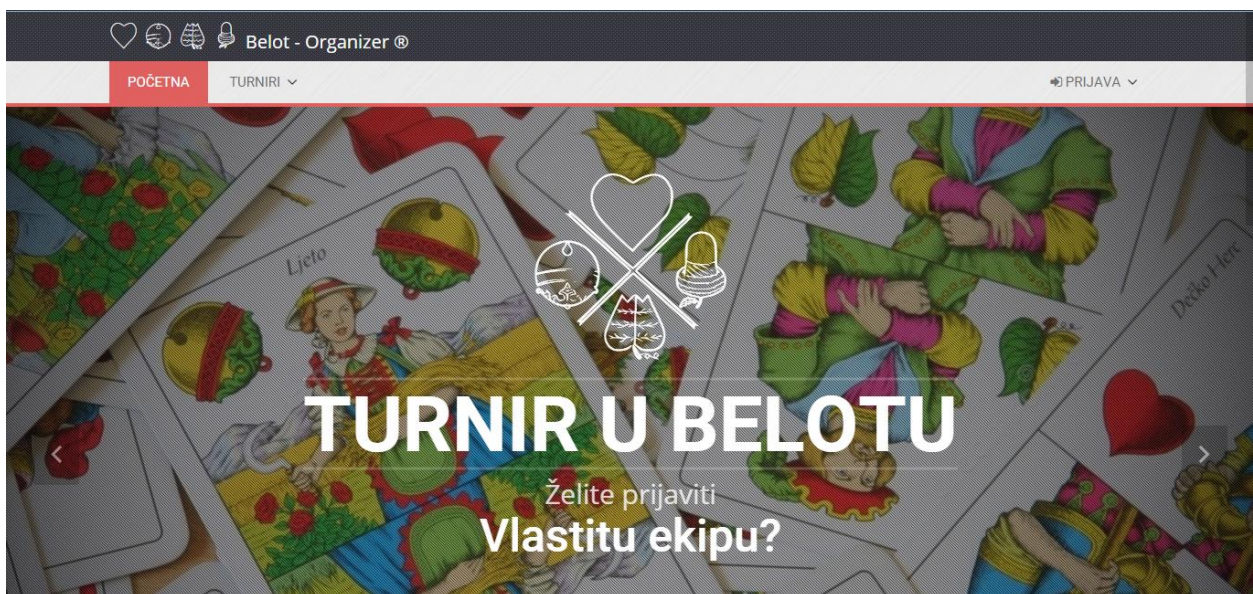 Belot - Organizer ®
POČETNA
TURNIRI
PRIJAVA
Ljeto
Dečko Herc
TURNIR U BELOTU
Želite prijaviti
Vlastitu ekipu?